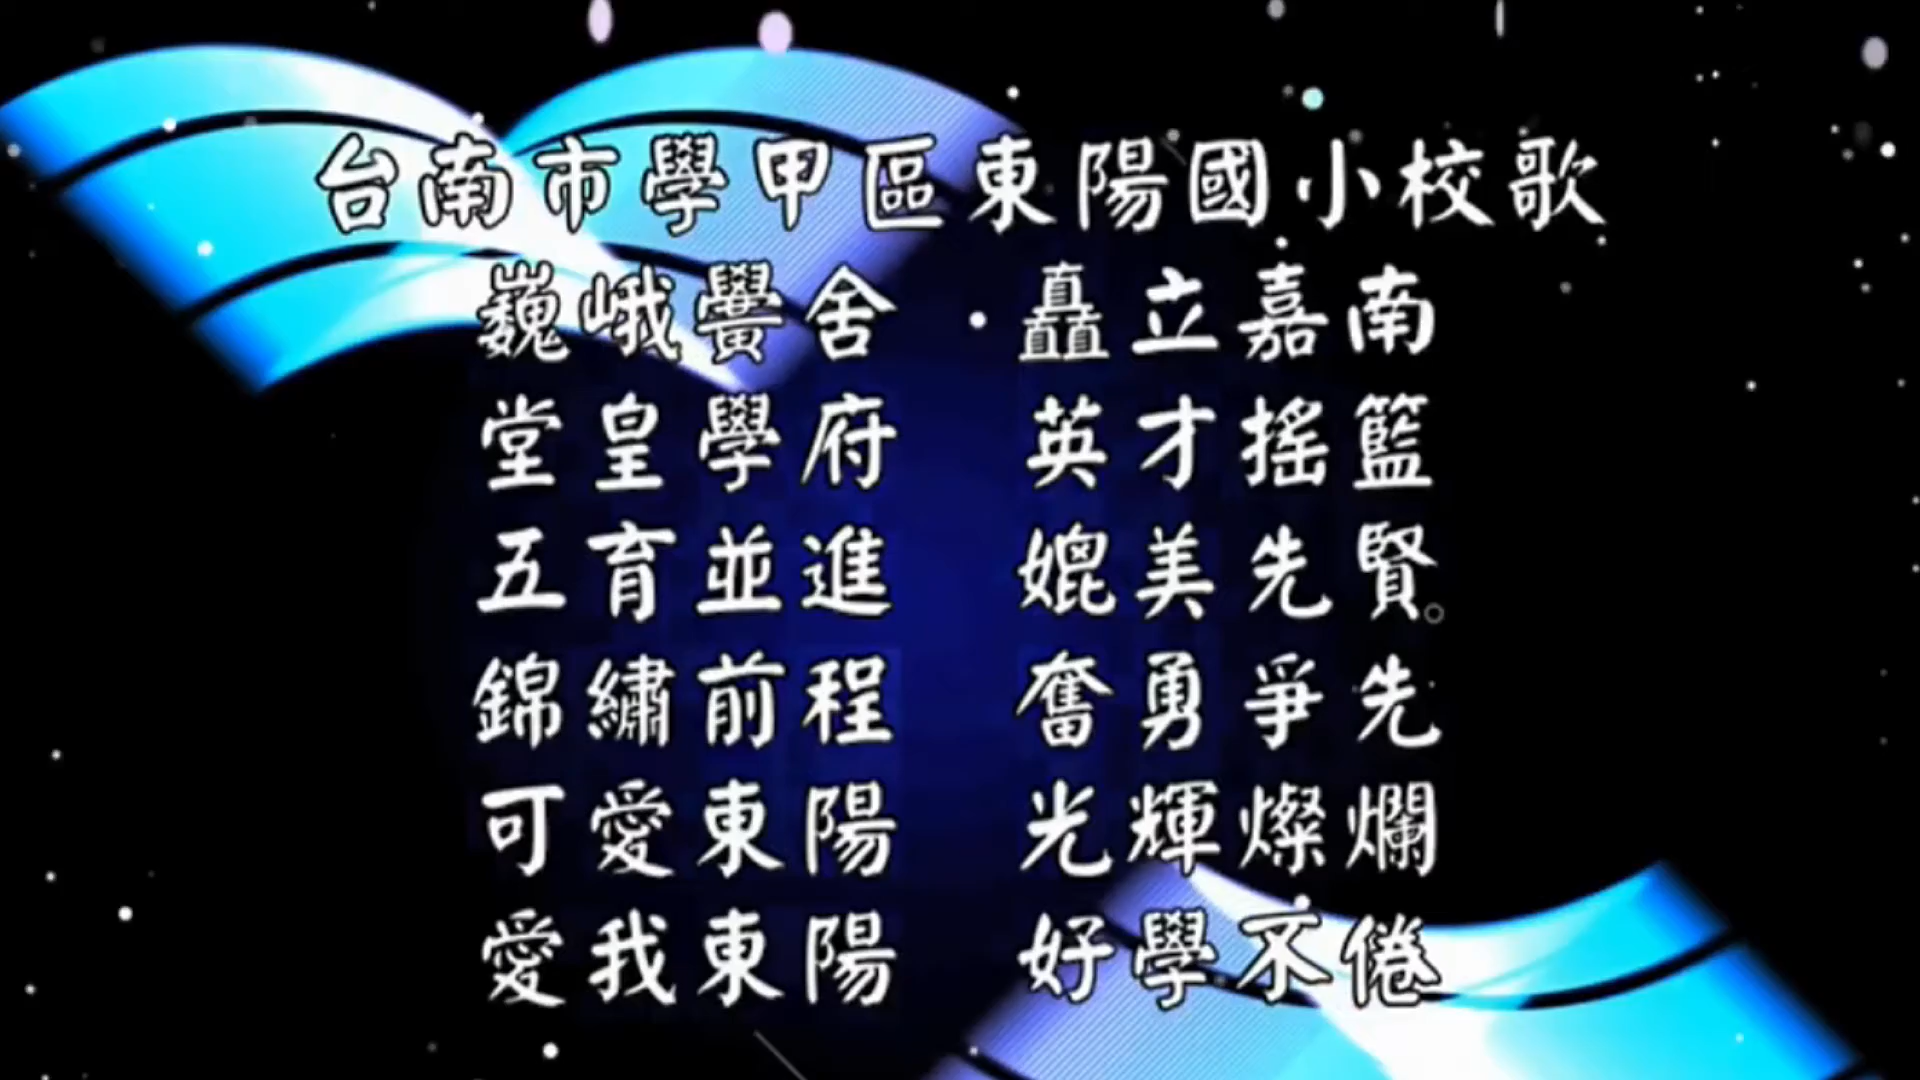 台南市學甲區東陽國小校歌
巍峨黌舍 矗立嘉南
堂皇學府 英才搖籃
五育並進 媲美先賢。
錦繡前程 奮勇爭先
可愛東陽 光輝燦爛
愛我東陽 好學不倦